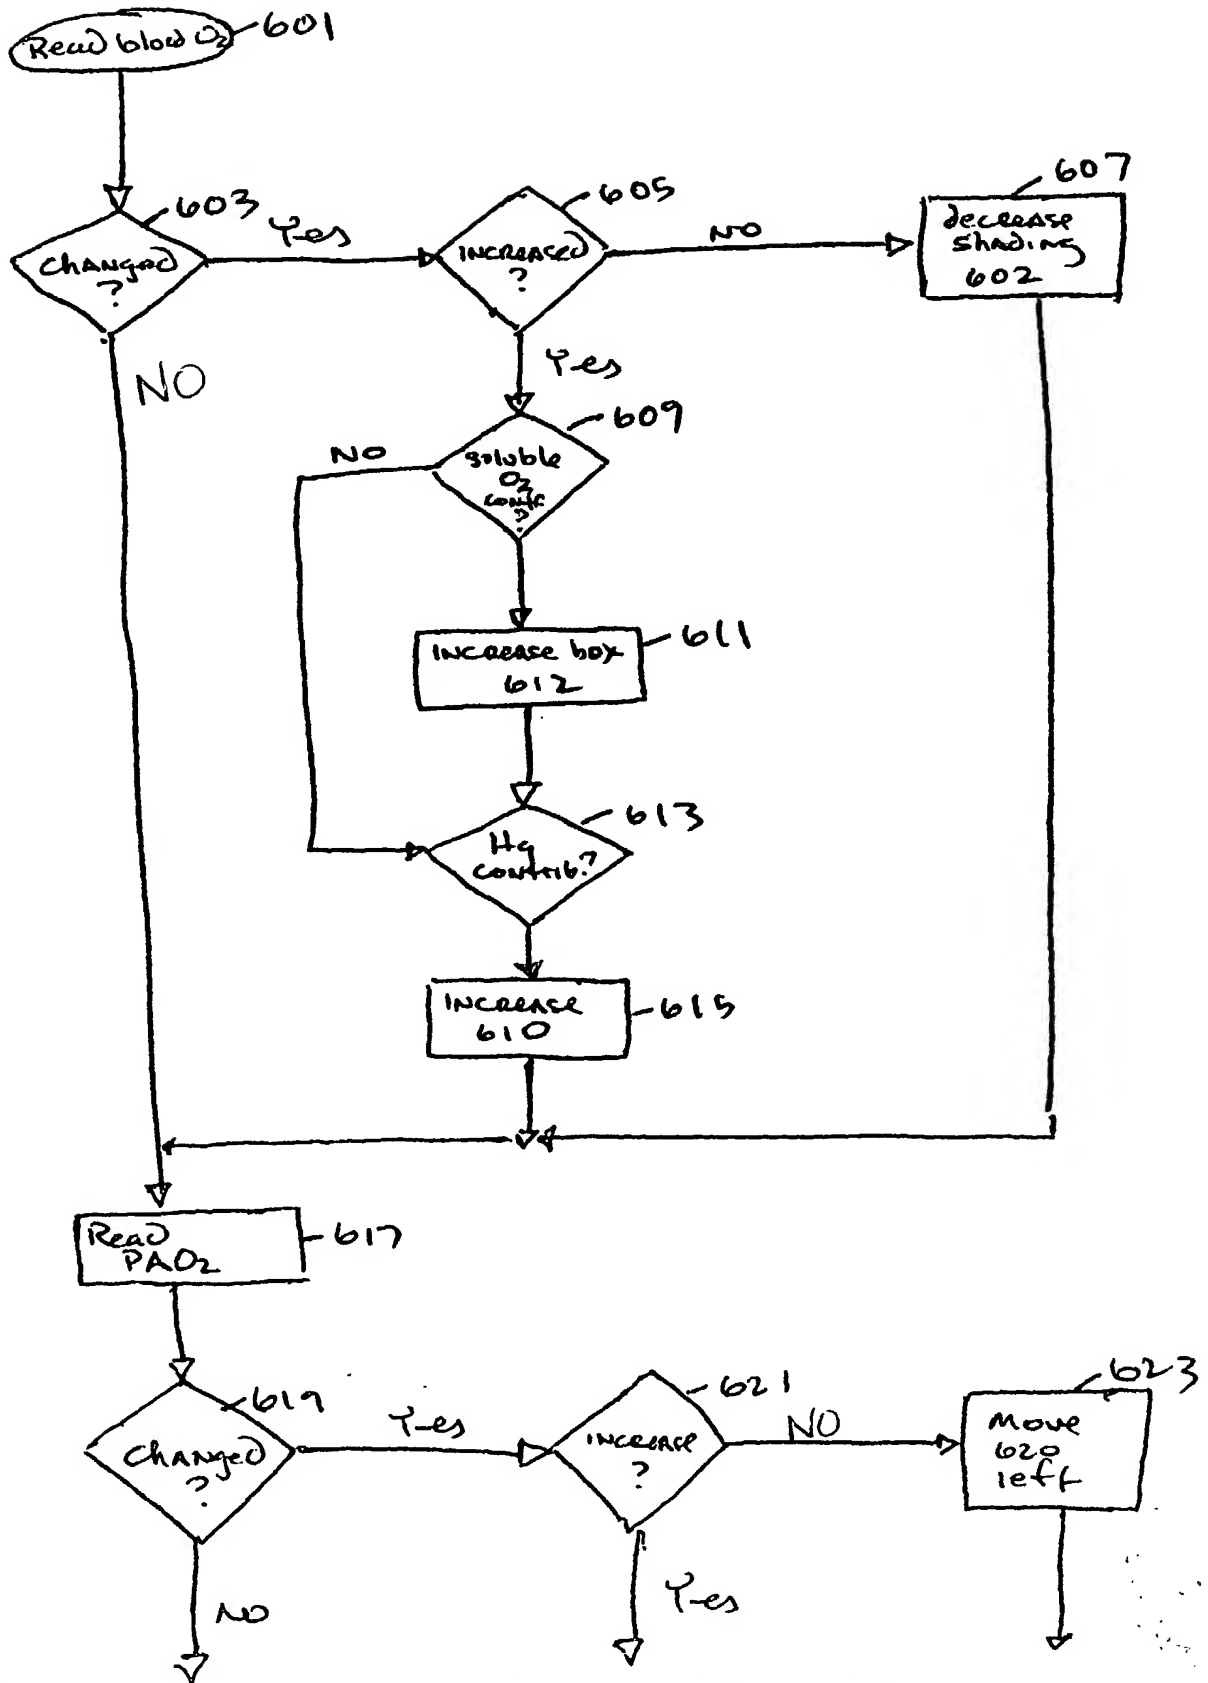 Read blood O2
601
603
Changed
?
Yes
605
INCREASED
?
NO
607
decrease
shading
602
NO
Yes
609
NO
soluble
O2
contr
?
611
INCREASE box
612
613
Hg
contrib?
615
INCREASE
610
Read
PAO2
617
619
Changed
?
Yes
621
INCREASE
?
NO
623
Move
620
left
NO
Yes